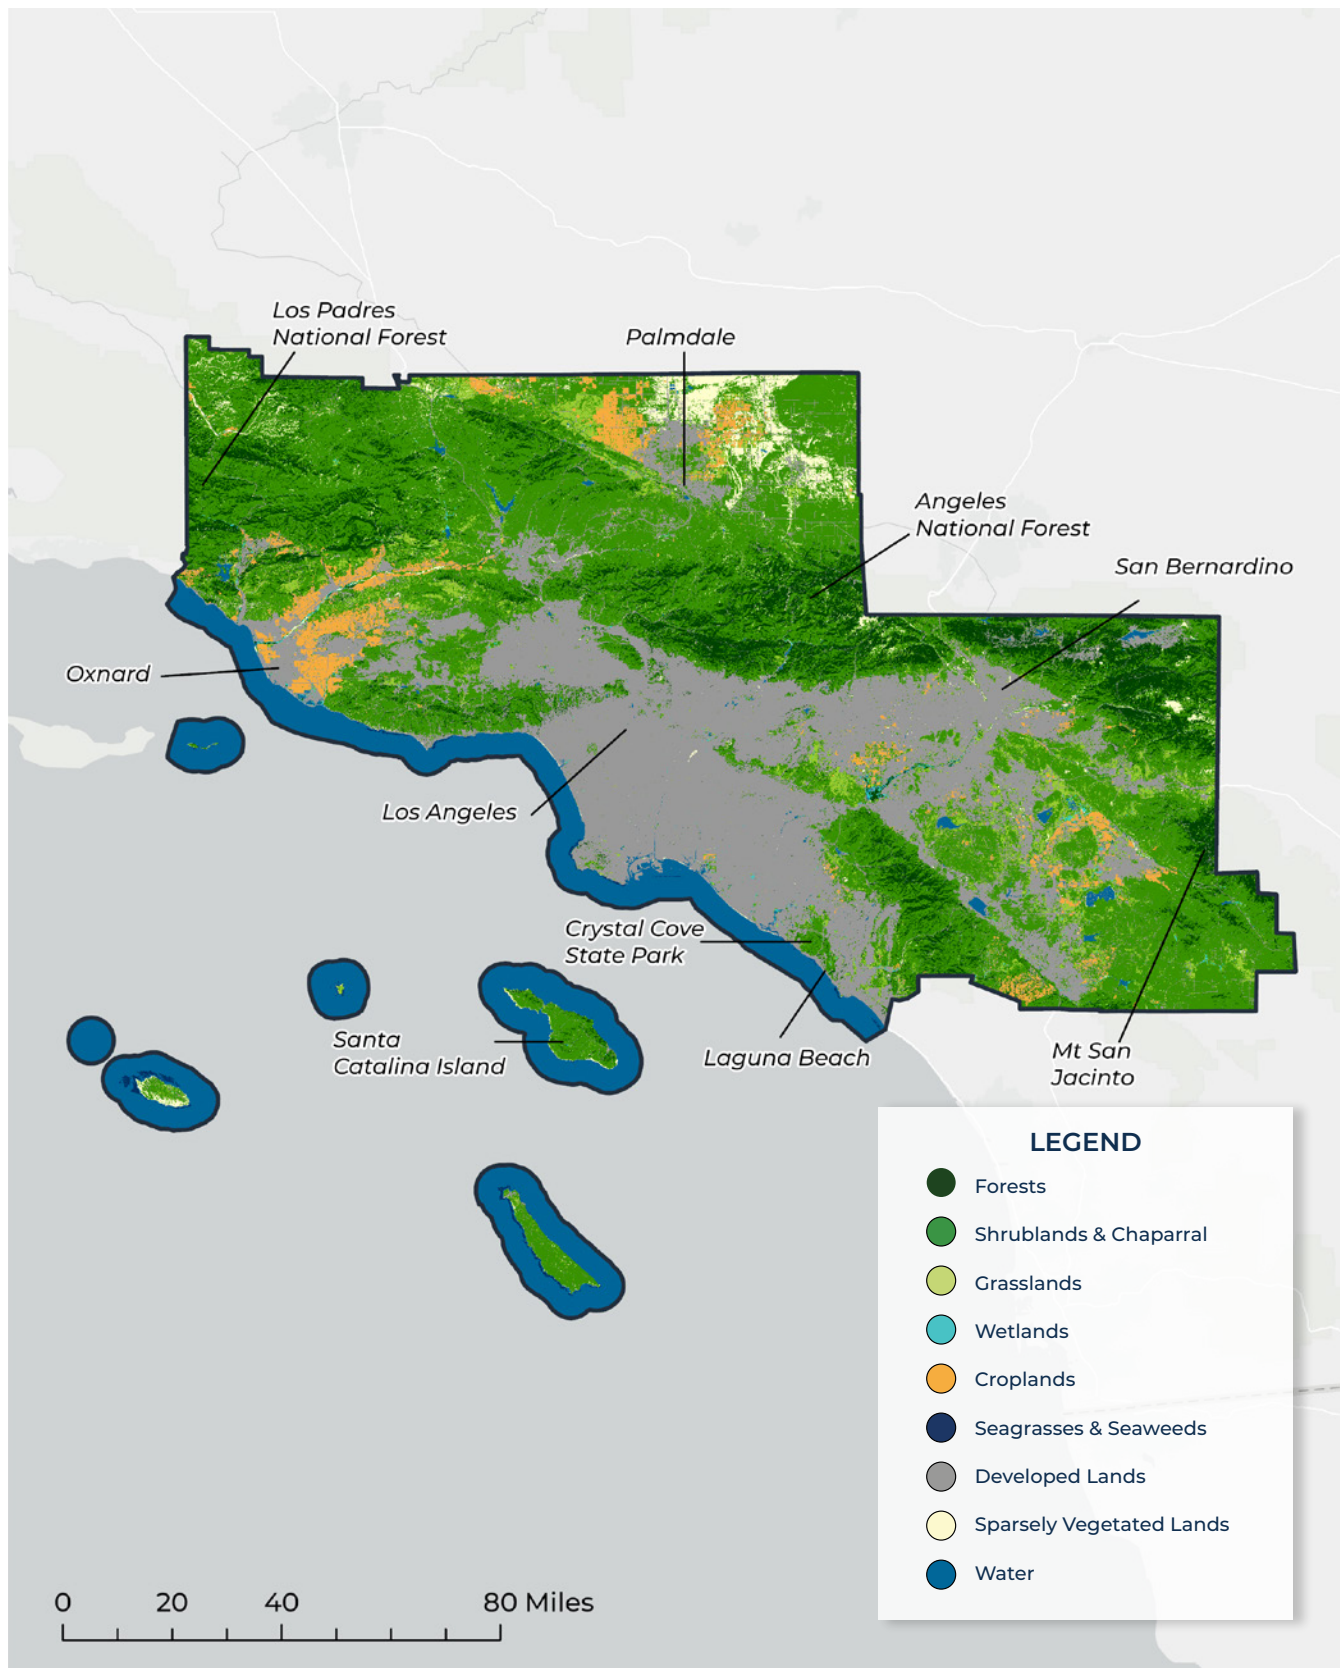 Los Padres
National Forest
Palmdale
Angeles
National Forest
San Bernardino
Oxnard
Los Angeles
Crystal Cove
State Park
Santa
Catalina Island
Laguna Beach
Mt San
Jacinto
LEGEND
Forests
Shrublands & Chaparral
Grasslands
Wetlands
Croplands
Seagrasses & Seaweeds
Developed Lands
Sparsely Vegetated Lands
Water
0 20 40 80 Miles